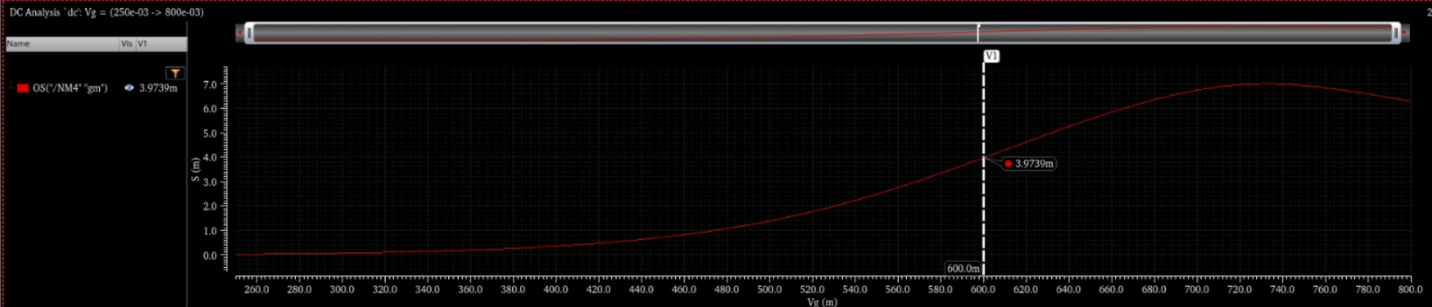 DC Analysis `dc': Vg = (250e-03 -> 800e-03)
2
Name Vis V1
OS("/NM4" "gm") 3.9739m
V1
S (m)
7.0
6.0
5.0
4.0
3.0
2.0
1.0
0.0
3.9739m
600.0m
260.0 280.0 300.0 320.0 340.0 360.0 380.0 400.0 420.0 440.0 460.0 480.0 500.0 520.0 540.0 560.0 580.0 600.0 620.0 640.0 660.0 680.0 700.0 720.0 740.0 760.0 780.0 800.0
Vg (m)